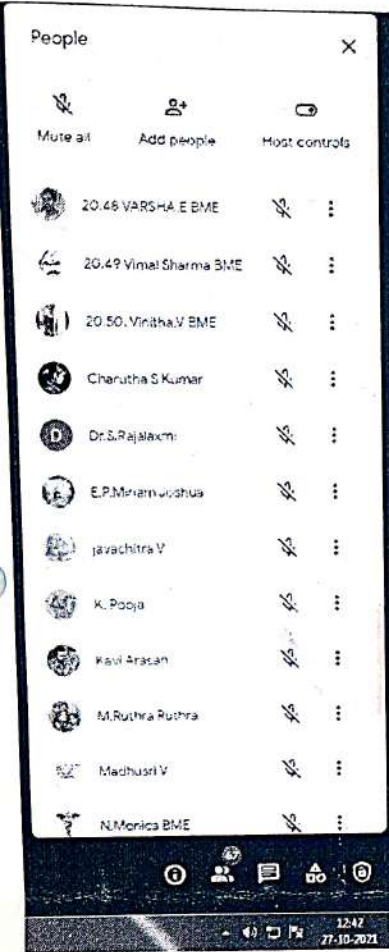 People
Mute all
Add people
Host controls
20.48.VARSHA.E BME
20.49 Vimal Sharma BME
20.50. Vinitha.V BME
Charutha S Kumar
D
Dr.S.Rajalaxmi
E.P.Miriam Joshua
jayachitra V
K. Pooja
Kavi Arasan
M.Ruthra Ruthra
Madhusri V
N.Monica BME
67
12:42
27-10-2021